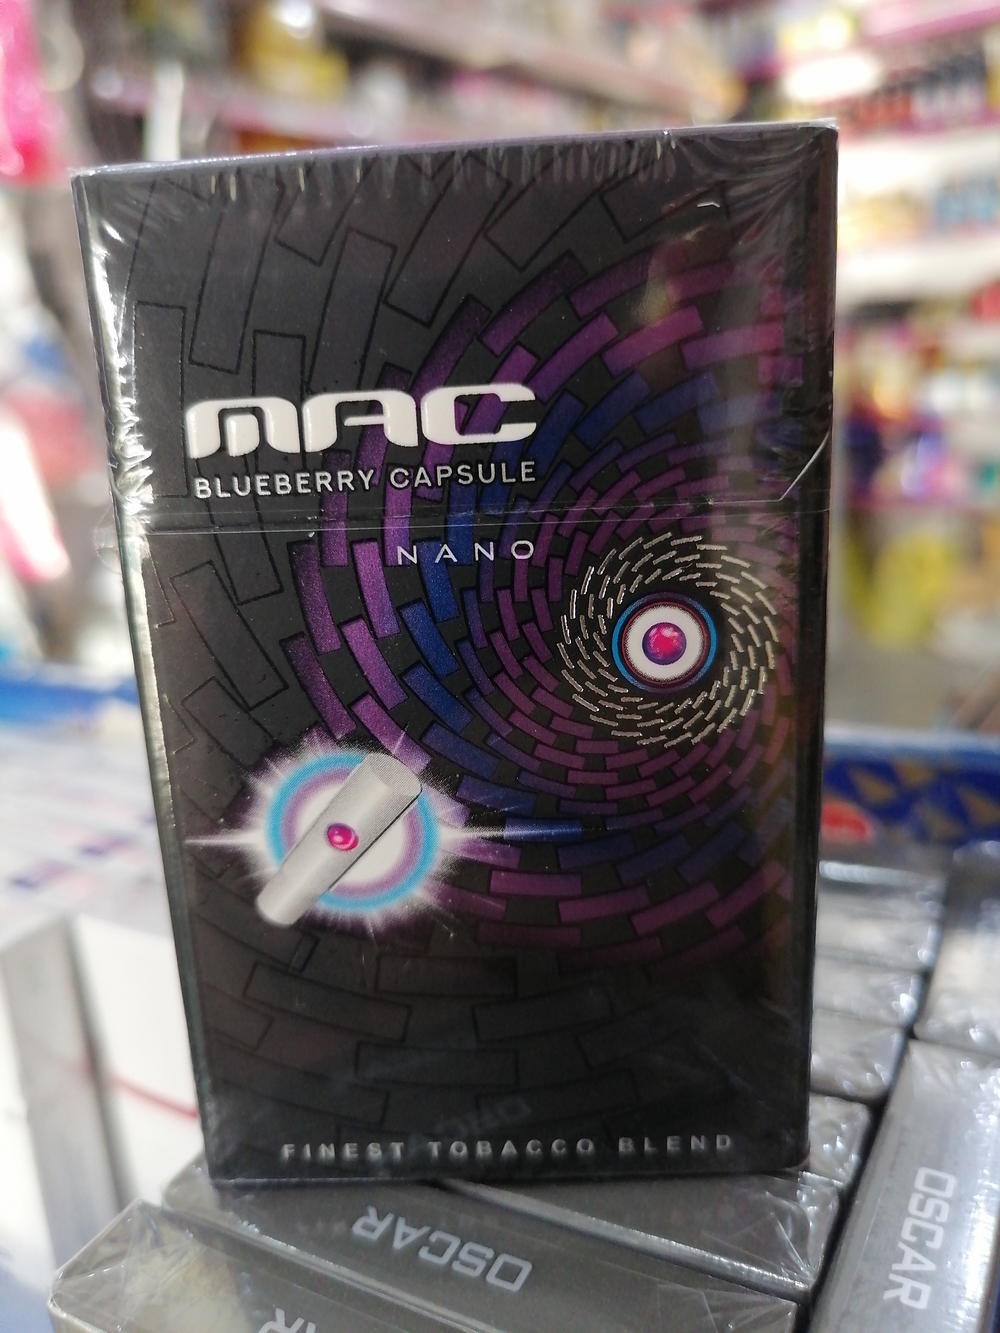 MAC
BLUEBERRY CAPSULE
NANO
FINEST TOBACCO BLEND
OSCAR
OSCAR